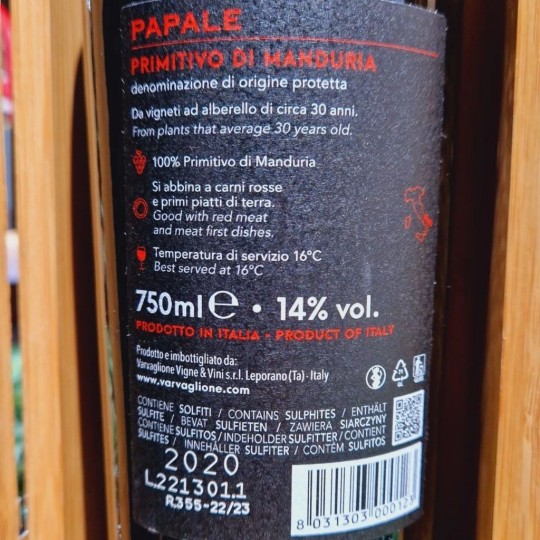 PAPALE
PRIMITIVO DI MANDURIA
denominazione di origine protetta
Da vigneti ad alberello di circa 30 anni.
From plants that average 30 years old.
100% Primitivo di Manduria
Si abbina a carni rosse
e primi piatti di terra.
Good with red meat
and meat first dishes.
Temperatura di servizio 16°C
Best served at 16°C
750ml e • 14% vol.
PRODOTTO IN ITALIA - PRODUCT OF ITALY
Prodotto e imbottigliato da:
Varvaglione Vigne & Vini s.r.l. Leporano (Ta) - Italy
www.varvaglione.com
CONTIENE SOLFITI / CONTAINS SULPHITES / ENTHÄLT
SULFITE / BEVAT SULFIETEN / ZAWIERA SIARCZYNY
CONTIENE SULFITOS / INDEHOLDER SULFITTER / CONTIENT
SULFITES / INNEHÅLLER SULFITER / CONTÉM SULFITOS
2020
L.221301.1
R.355-22/23
8 031303 000123